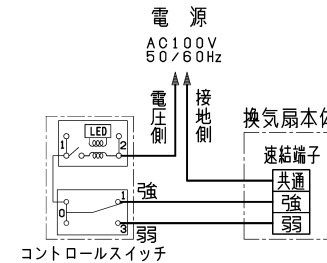 電源
AC100V
50/60Hz
電圧側
接地側
換気扇本体
速結端子
共通
強
弱
LED
1
2
0
1
3
強
弱
コントロールスイッチ